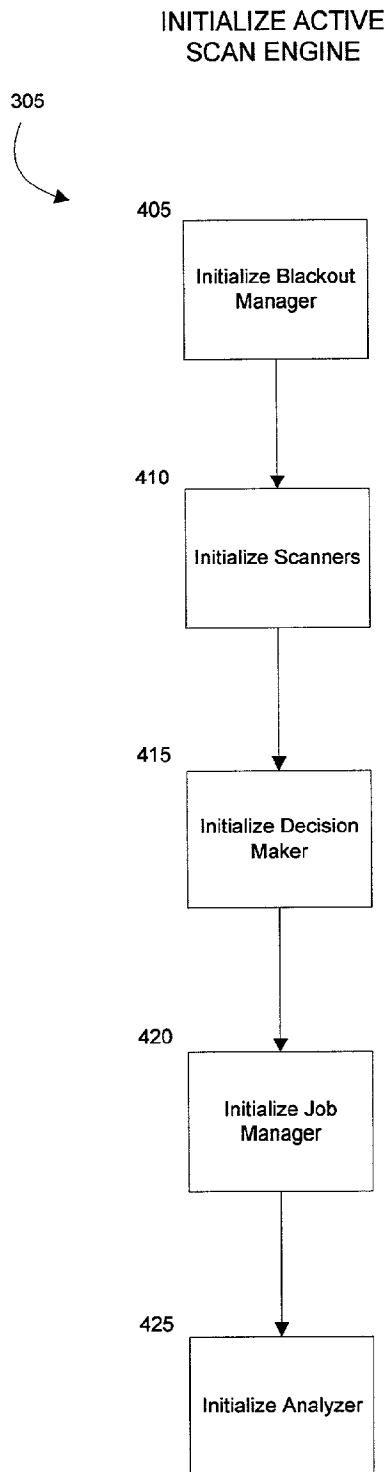 INITIALIZE ACTIVE
SCAN ENGINE
305
405
Initialize Blackout
Manager
410
Initialize Scanners
415
Initialize Decision
Maker
420
Initialize Job
Manager
425
Initialize Analyzer